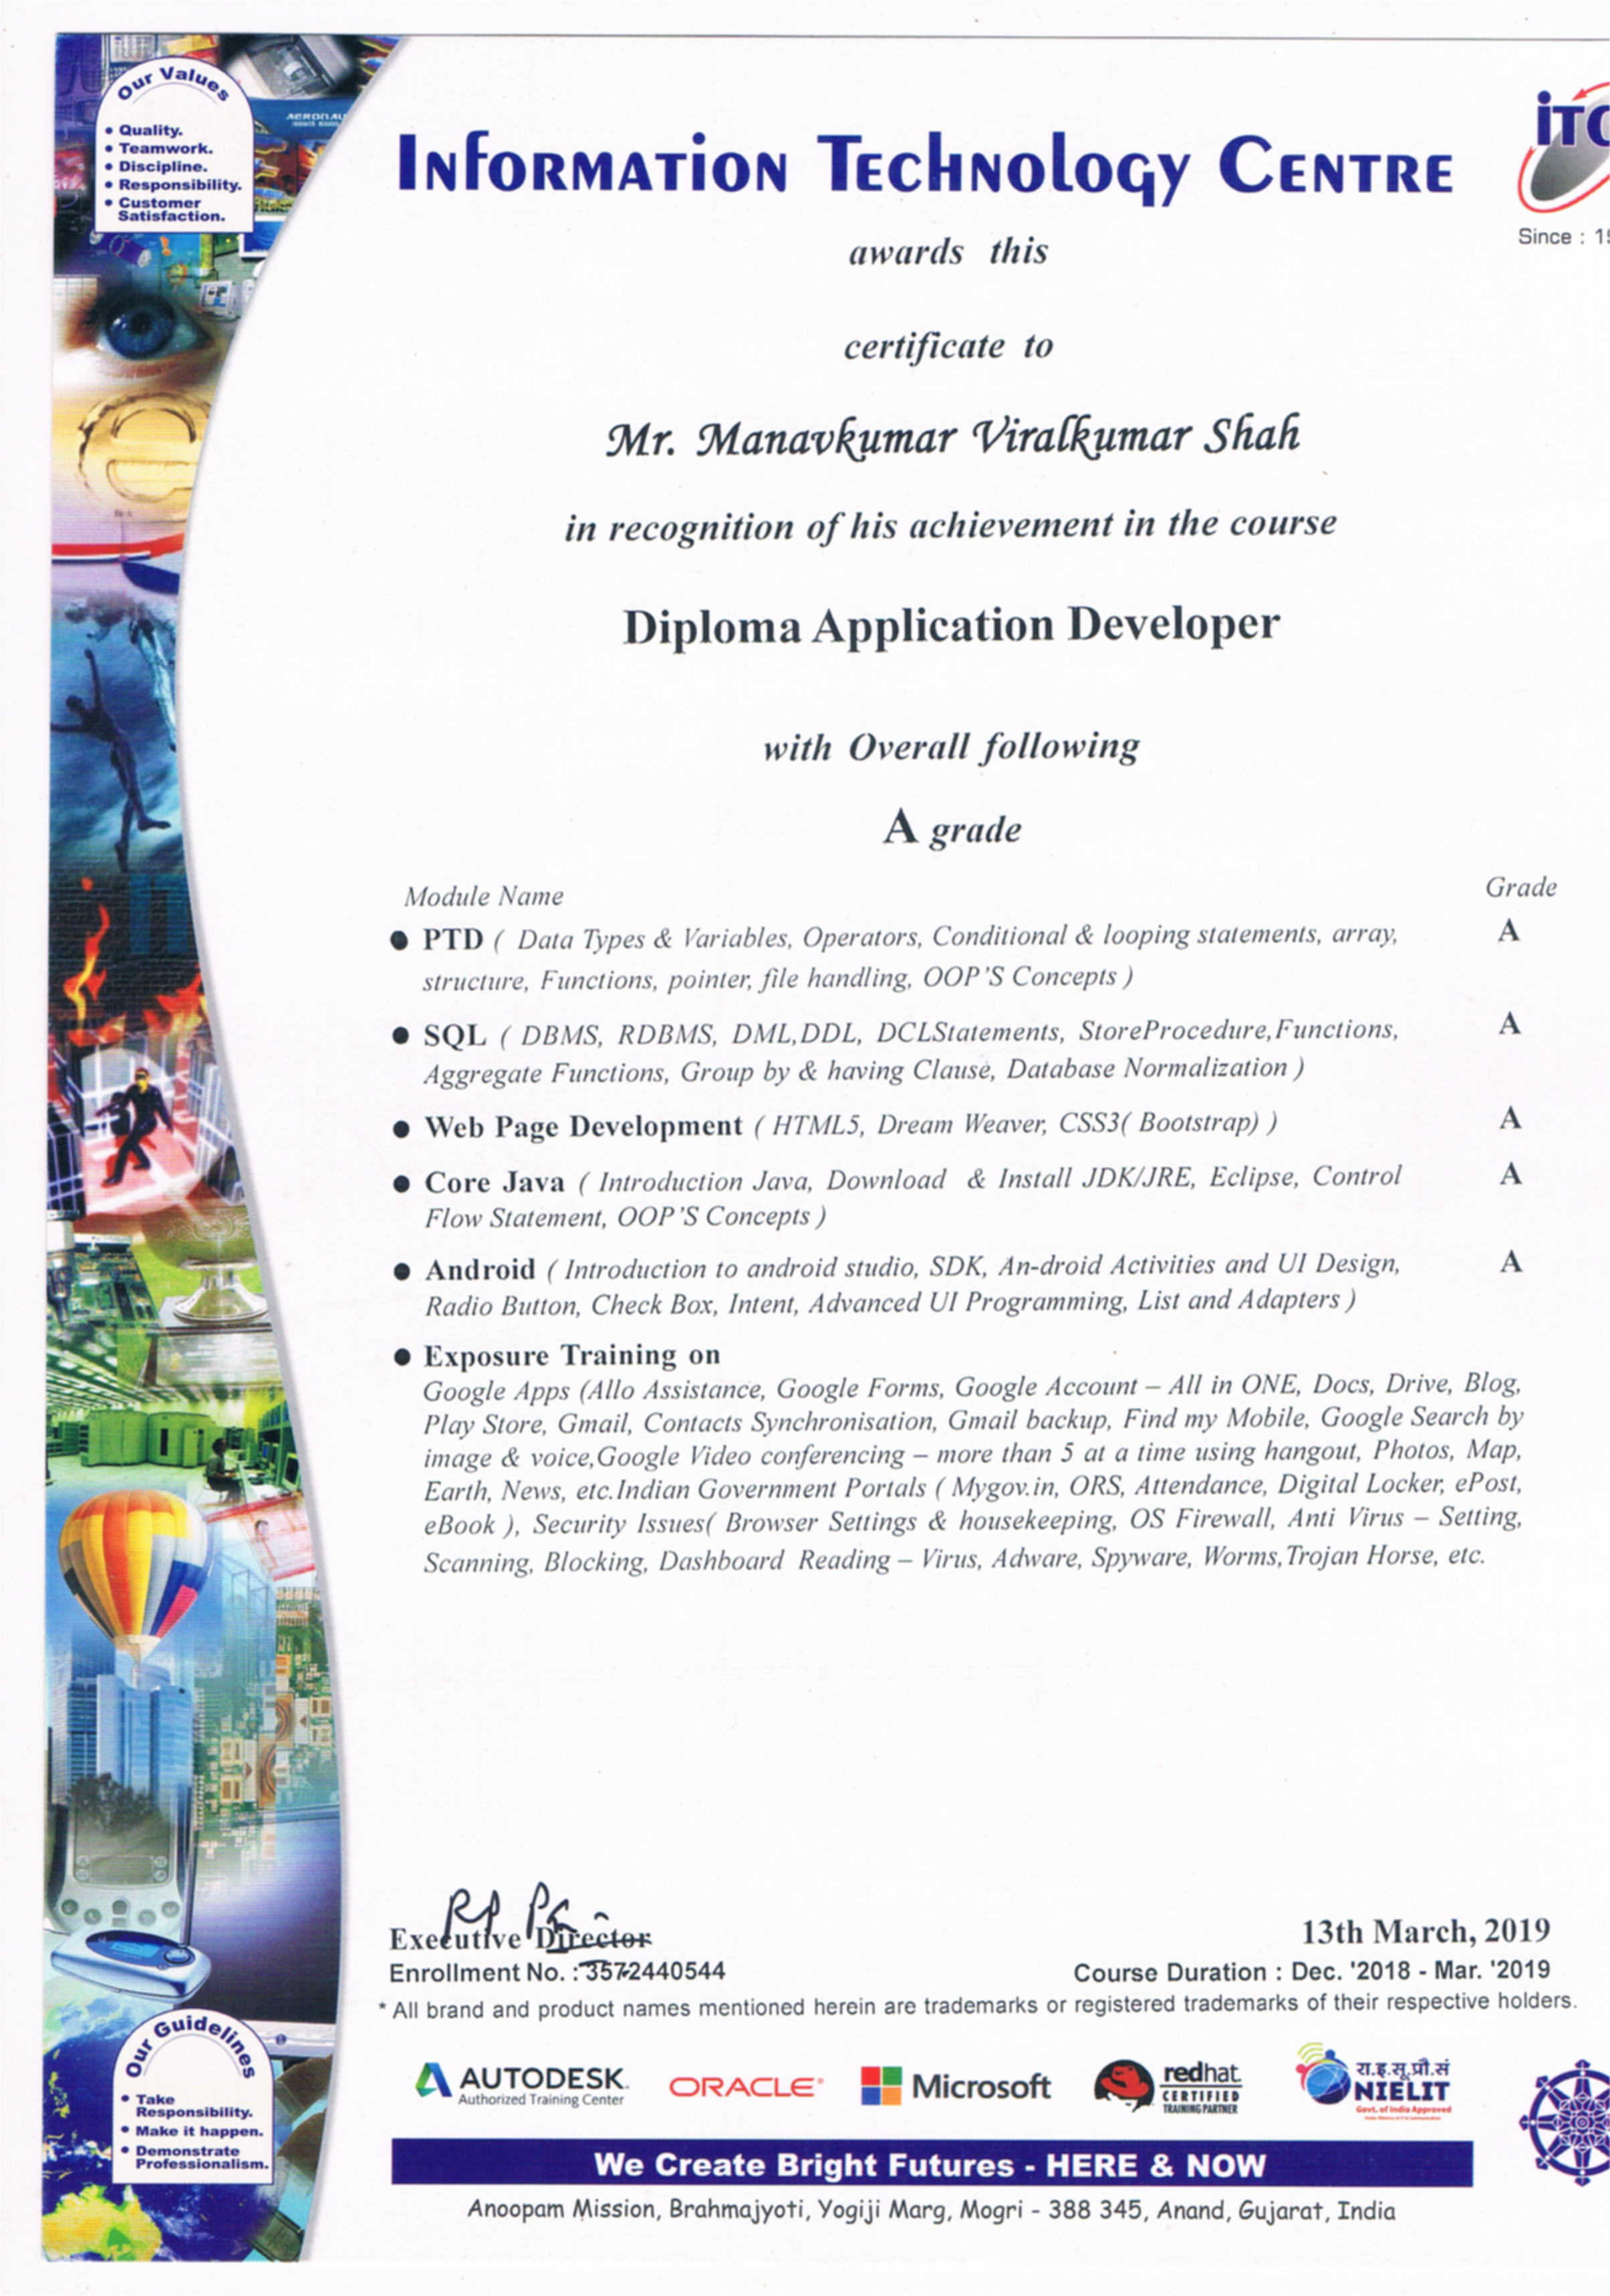 Our Values
• Quality.
• Teamwork.
• Discipline.
• Responsibility.
• Customer
Satisfaction.
INFORMATION TECHNOLOGY CENTRE
iTC
Since :
awards this
certificate to
Mr. Manavkumar Viralkumar Shah
in recognition of his achievement in the course
Diploma Application Developer
with Overall following
A grade
Module Name Grade
● PTD ( Data Types & Variables, Operators, Conditional & looping statements, array, A
structure, Functions, pointer, file handling, OOP'S Concepts )
● SQL ( DBMS, RDBMS, DML,DDL, DCLStatements, StoreProcedure,Functions, A
Aggregate Functions, Group by & having Clause, Database Normalization )
● Web Page Development ( HTML5, Dream Weaver, CSS3( Bootstrap) ) A
● Core Java ( Introduction Java, Download & Install JDK/JRE, Eclipse, Control A
Flow Statement, OOP'S Concepts )
● Android ( Introduction to android studio, SDK, An-droid Activities and UI Design, A
Radio Button, Check Box, Intent, Advanced UI Programming, List and Adapters )
● Exposure Training on
Google Apps (Allo Assistance, Google Forms, Google Account – All in ONE, Docs, Drive, Blog,
Play Store, Gmail, Contacts Synchronisation, Gmail backup, Find my Mobile, Google Search by
image & voice,Google Video conferencing – more than 5 at a time using hangout, Photos, Map,
Earth, News, etc.Indian Government Portals ( Mygov.in, ORS, Attendance, Digital Locker, ePost,
eBook ), Security Issues( Browser Settings & housekeeping, OS Firewall, Anti Virus – Setting,
Scanning, Blocking, Dashboard Reading – Virus, Adware, Spyware, Worms,Trojan Horse, etc.
Executive Director
13th March, 2019
Enrollment No. : 3572440544
Course Duration : Dec. '2018 - Mar. '2019
* All brand and product names mentioned herein are trademarks or registered trademarks of their respective holders.
Our Guidelines
• Take
Responsibility.
• Make it happen.
• Demonstrate
Professionalism.
AUTODESK.
Authorized Training Center
ORACLE®
Microsoft
redhat.
CERTIFIED
TRAINING PARTNER
रा.इ.सू.प्रौ.सं
NIELIT
Govt. of India Approved
We Create Bright Futures - HERE & NOW
Anoopam Mission, Brahmajyoti, Yogiji Marg, Mogri - 388 345, Anand, Gujarat, India